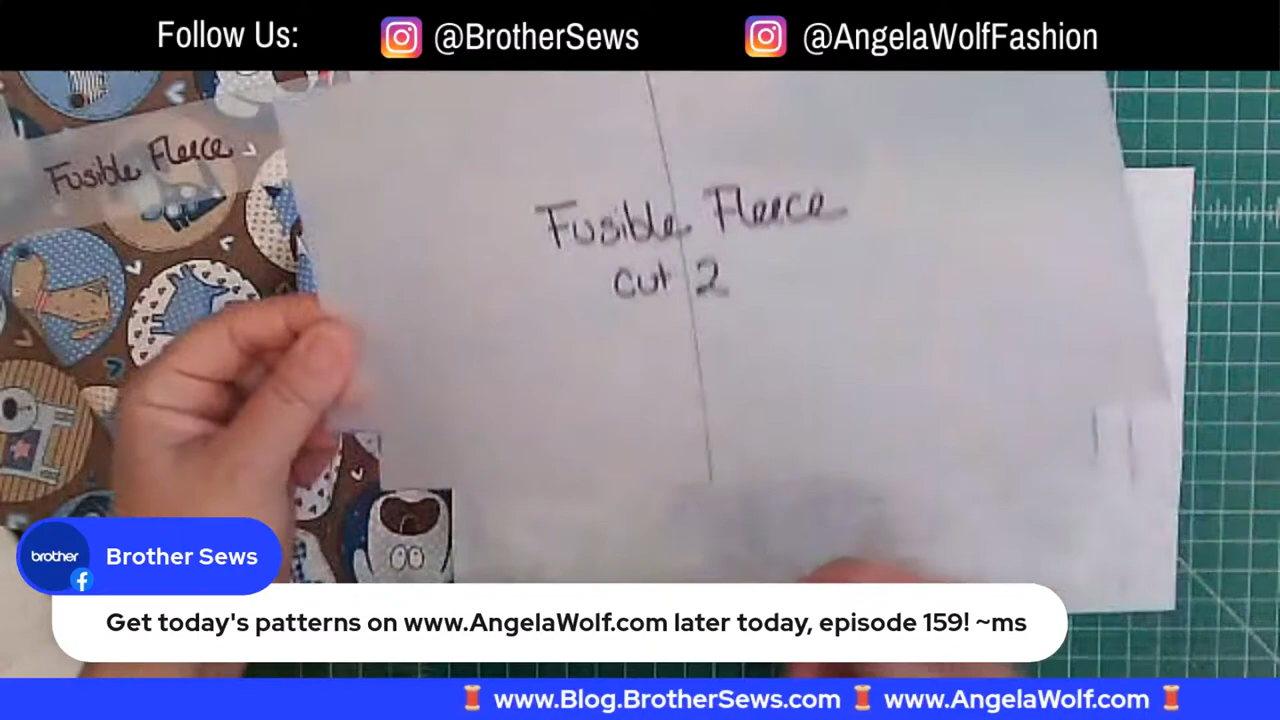 Follow Us: @BrotherSews @AngelaWolfFashion
Fusible Fleece
Fusible Fleece
cut 2
brother Brother Sews
Get today's patterns on www.AngelaWolf.com later today, episode 159! ~ms
www.Blog.BrotherSews.com www.AngelaWolf.com